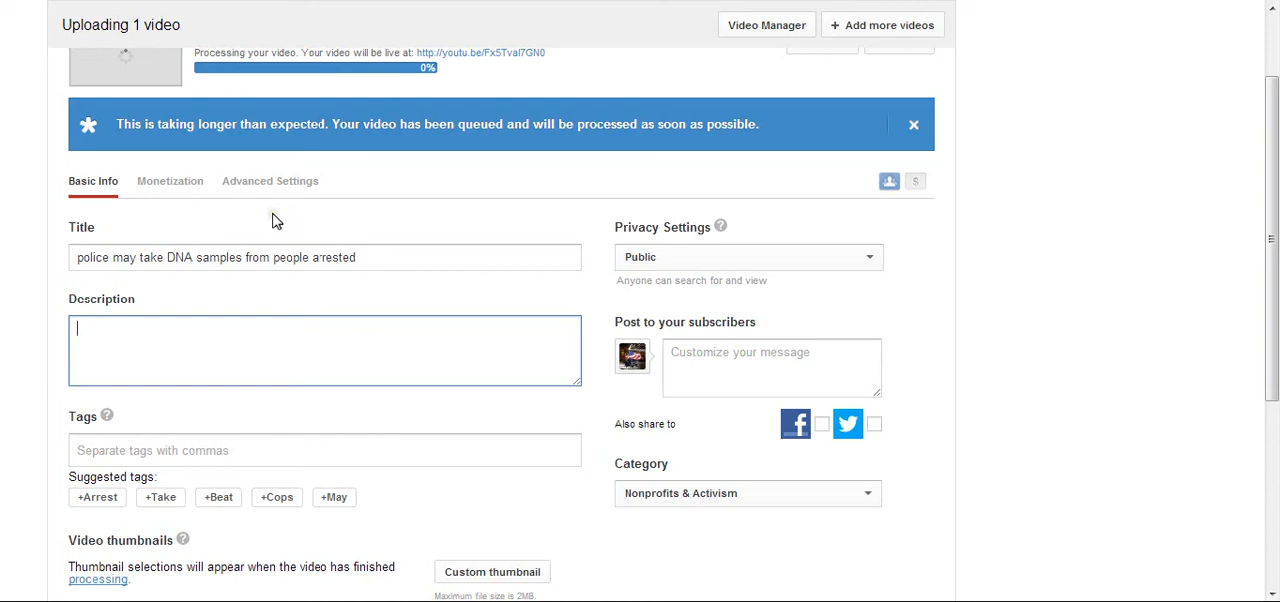 Uploading 1 video
Video Manager
+ Add more videos
Processing your video. Your video will be live at: http://youtu.be/Fx5TvaI7GN0
0%
This is taking longer than expected. Your video has been queued and will be processed as soon as possible.
Basic Info Monetization Advanced Settings
$
Title
police may take DNA samples from people arrested
Description
Tags ?
Separate tags with commas
Suggested tags:
+Arrest +Take +Beat +Cops +May
Video thumbnails ?
Thumbnail selections will appear when the video has finished
processing.
Custom thumbnail
Maximum file size is 2MB.
Privacy Settings ?
Public
Anyone can search for and view
Post to your subscribers
Customize your message
Also share to
Category
Nonprofits & Activism